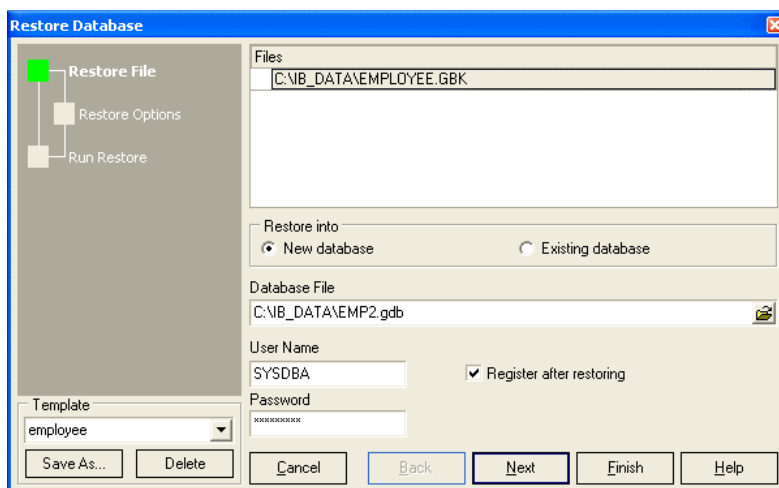 Restore Database
Restore File
Restore Options
Run Restore
Template
employee
Save As...
Delete
Files
C:\IB_DATA\EMPLOYEE.GBK
Restore into
New database
Existing database
Database File
C:\IB_DATA\EMP2.gdb
User Name
SYSDBA
Register after restoring
Password
*********
Cancel
Back
Next
Finish
Help